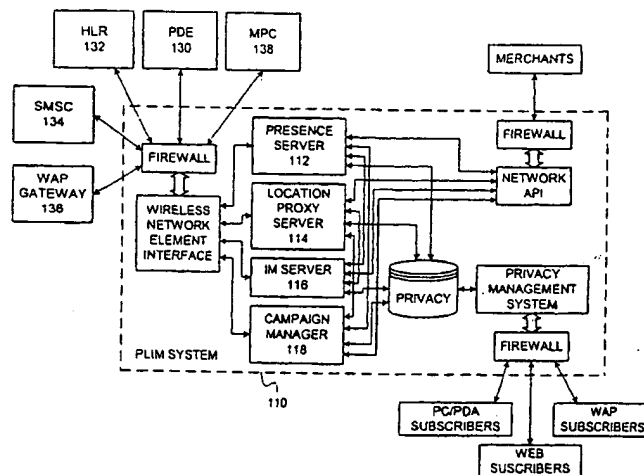 HLR
132
PDE
130
MPC
138
MERCHANTS
SMSC
134
FIREWALL
PRESENCE
SERVER
112
FIREWALL
WAP
GATEWAY
136
WIRELESS
NETWORK
ELEMENT
INTERFACE
LOCATION
PROXY
SERVER
114
NETWORK
API
IM SERVER
116
PRIVACY
PRIVACY
MANAGEMENT
SYSTEM
CAMPAIGN
MANAGER
118
FIREWALL
PLIM SYSTEM
110
PC/PDA
SUBSCRIBERS
WAP
SUBSCRIBERS
WEB
SUSCRIBERS